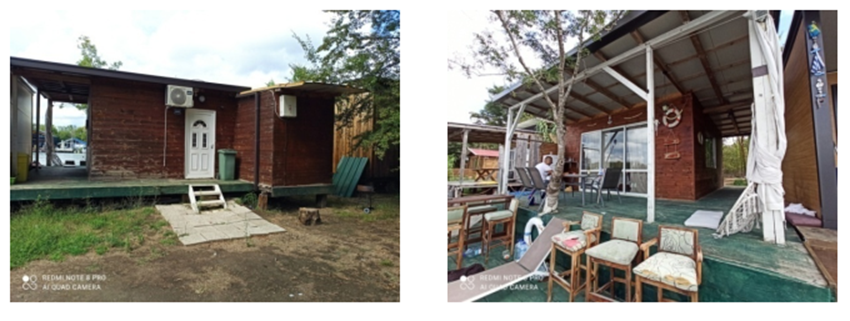 REDMI NOTE 8 PRO
AI QUAD CAMERA
REDMI NOTE 8 PRO
AI QUAD CAMERA